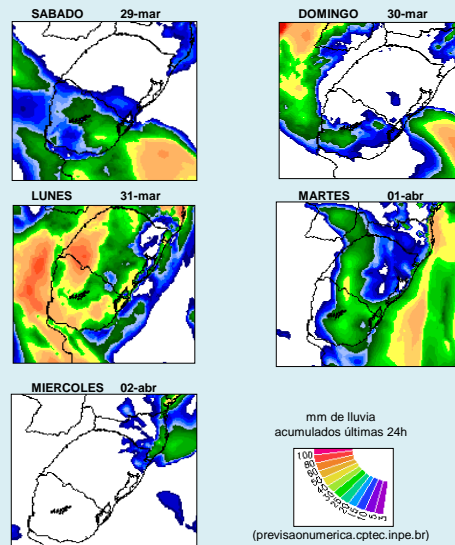 SABADO 29-mar
DOMINGO 30-mar
LUNES 31-mar
MARTES 01-abr
MIERCOLES 02-abr
mm de lluvia
acumulados últimas 24h
100
(previsaonumerica.cptec.inpe.br)